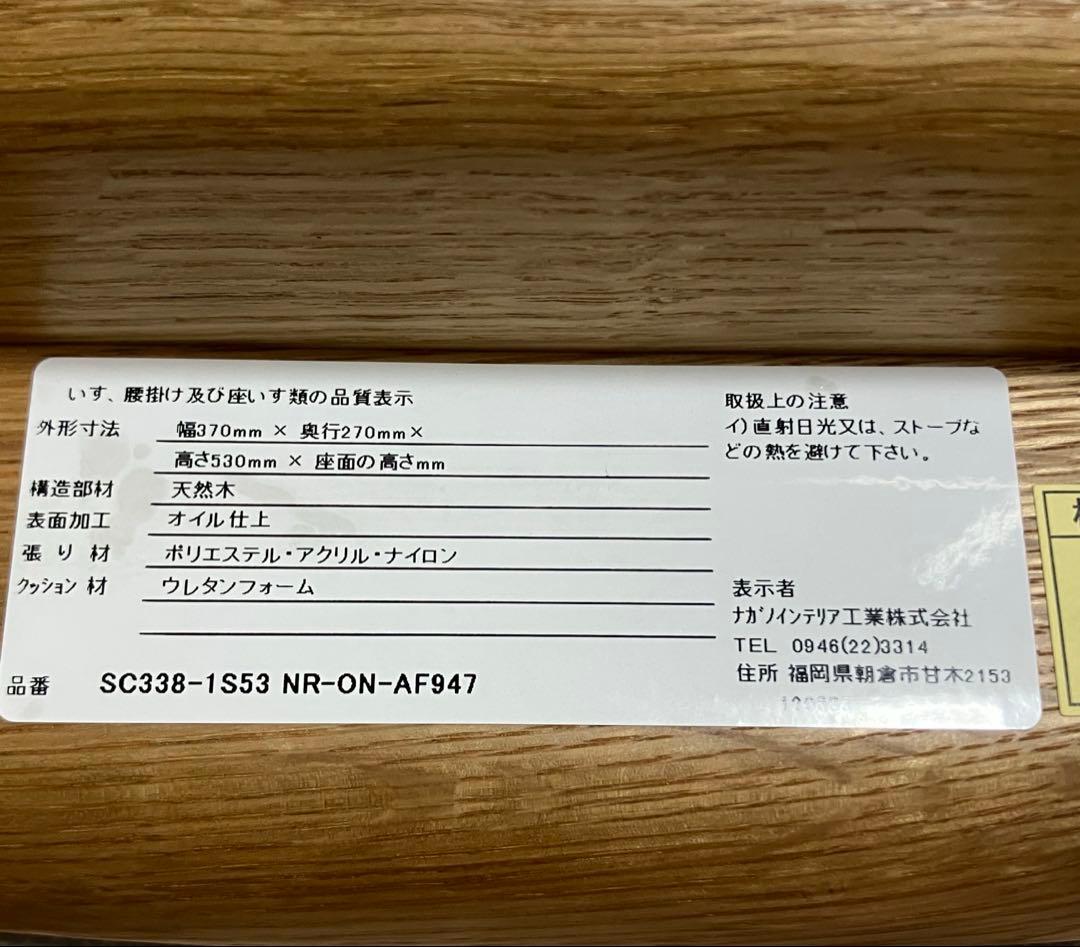 いす、腰掛け及び座いす類の品質表示
外形寸法 幅370mm × 奥行270mm×
高さ530mm × 座面の高さmm
構造部材 天然木
表面加工 オイル仕上
張り材 ポリエステル・アクリル・ナイロン
クッション材 ウレタンフォーム
品番 SC338-1S53 NR-ON-AF947
取扱上の注意
イ)直射日光又は、ストーブな
どの熱を避けて下さい。
表示者
ナガノインテリア工業株式会社
TEL 0946(22)3314
住所 福岡県朝倉市甘木2153